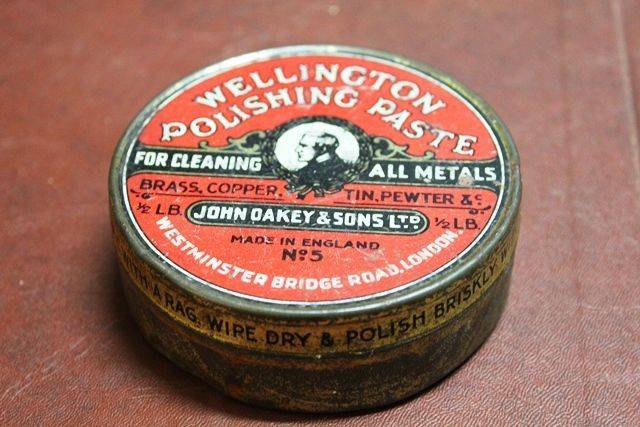 WELLINGTON
POLISHING PASTE
FOR CLEANING ALL METALS
BRASS, COPPER, TIN, PEWTER &c
½ LB. JOHN OAKEY & SONS LTD ½ LB.
MADE IN ENGLAND
No 5
WESTMINSTER BRIDGE ROAD, LONDON.
WITH A RAG, WIPE DRY & POLISH BRISKLY